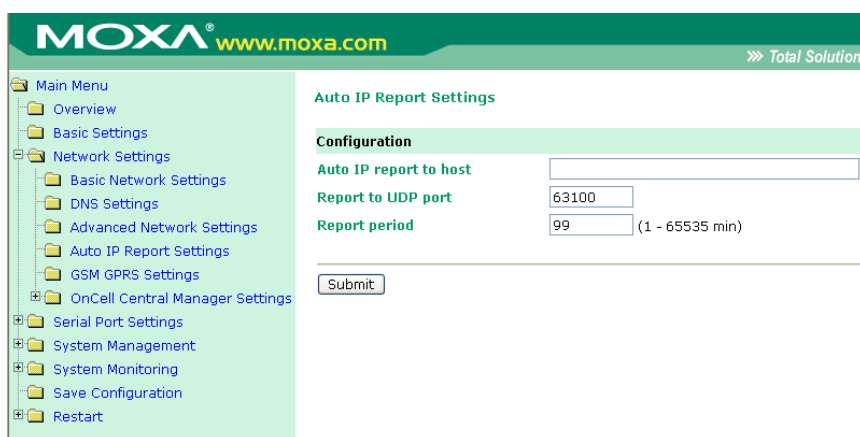 MOXA® www.moxa.com
Total Solution
Main Menu
Overview
Basic Settings
Network Settings
Basic Network Settings
DNS Settings
Advanced Network Settings
Auto IP Report Settings
GSM GPRS Settings
OnCell Central Manager Settings
Serial Port Settings
System Management
System Monitoring
Save Configuration
Restart
Auto IP Report Settings
Configuration
Auto IP report to host
Report to UDP port 63100
Report period 99 (1 - 65535 min)
Submit